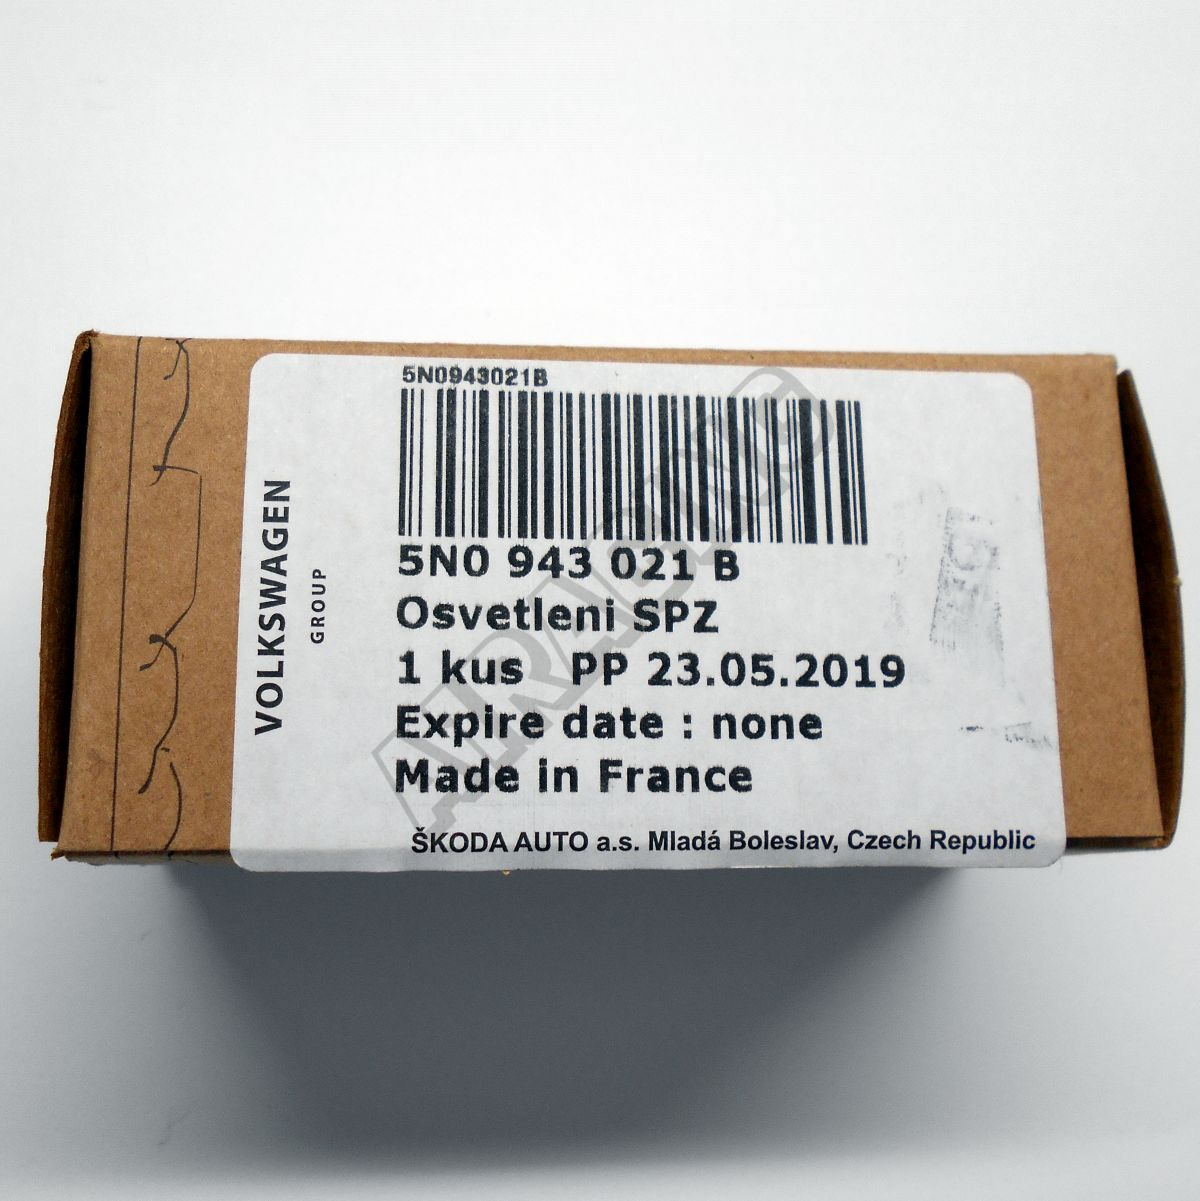 VOLKSWAGEN
GROUP
5N0943021B
5N0 943 021 B
Osvetleni SPZ
1 kus PP 23.05.2019
Expire date : none
Made in France
ŠKODA AUTO a.s. Mladá Boleslav, Czech Republic